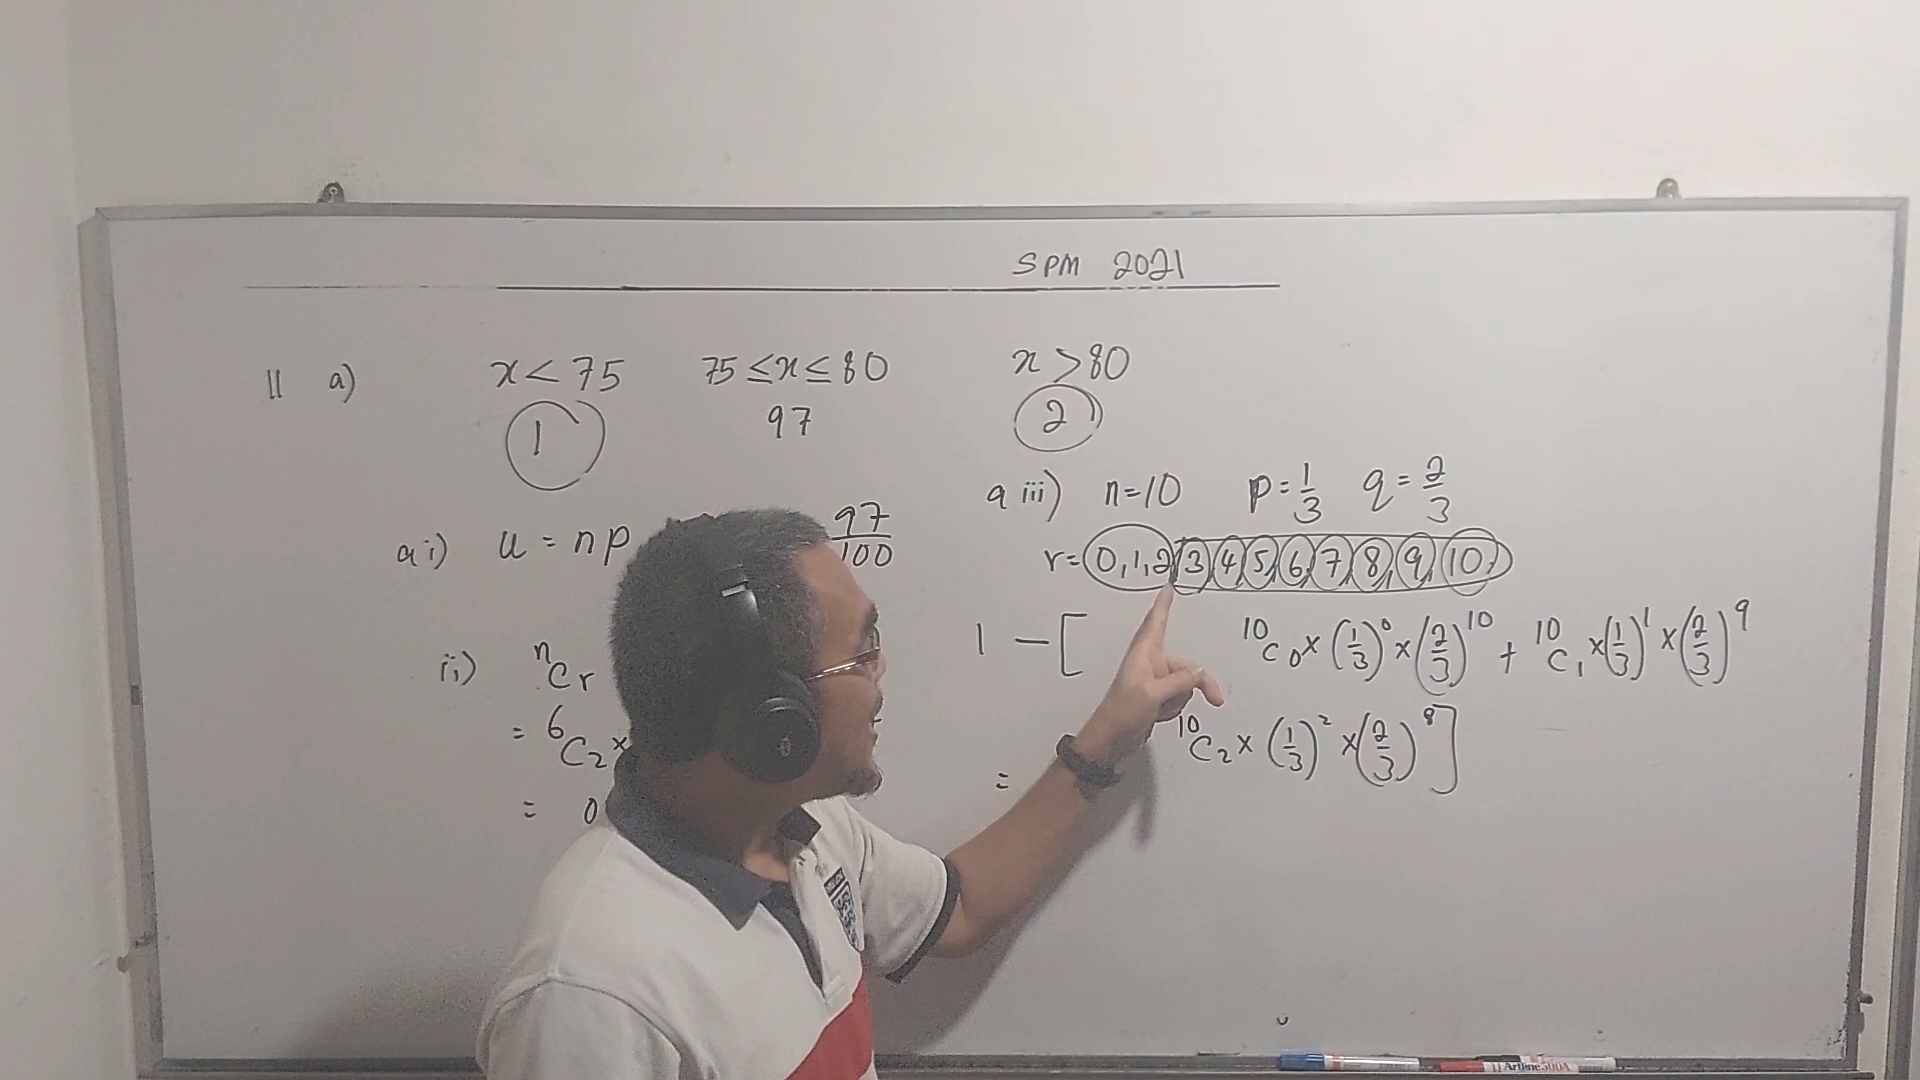 SPM 2021
11 a) x < 75 75 ≤ x ≤ 80 x > 80
1 97 2
a i) u = np 97/100
ii) nCr
= 6C2 ×
= 0
a iii) n = 10 p = 1/3 q = 2/3
r = 0, 1, 2, 3, 4, 5, 6, 7, 8, 9, 10
1 − [ 10C0 × (1/3)^0 × (2/3)^10 + 10C1 × (1/3)^1 × (2/3)^9
10C2 × (1/3)^2 × (2/3)^8 ]
=
Artline 500A